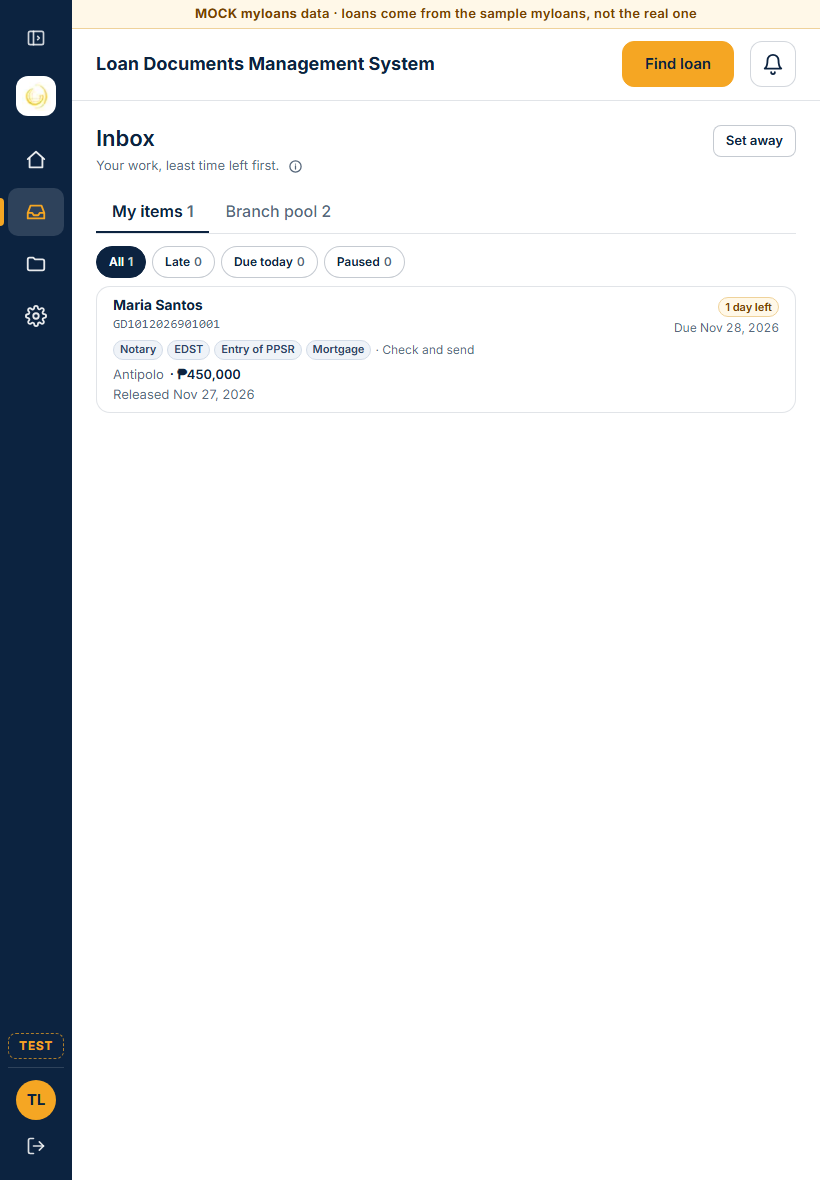 MOCK myloans data · loans come from the sample myloans, not the real one
Loan Documents Management System
Find loan
Inbox
Set away
Your work, least time left first.
My items 1
Branch pool 2
All 1
Late 0
Due today 0
Paused 0
Maria Santos
1 day left
GD1012026901001
Due Nov 28, 2026
Notary EDST Entry of PPSR Mortgage · Check and send
Antipolo · ₱450,000
Released Nov 27, 2026
TEST
TL